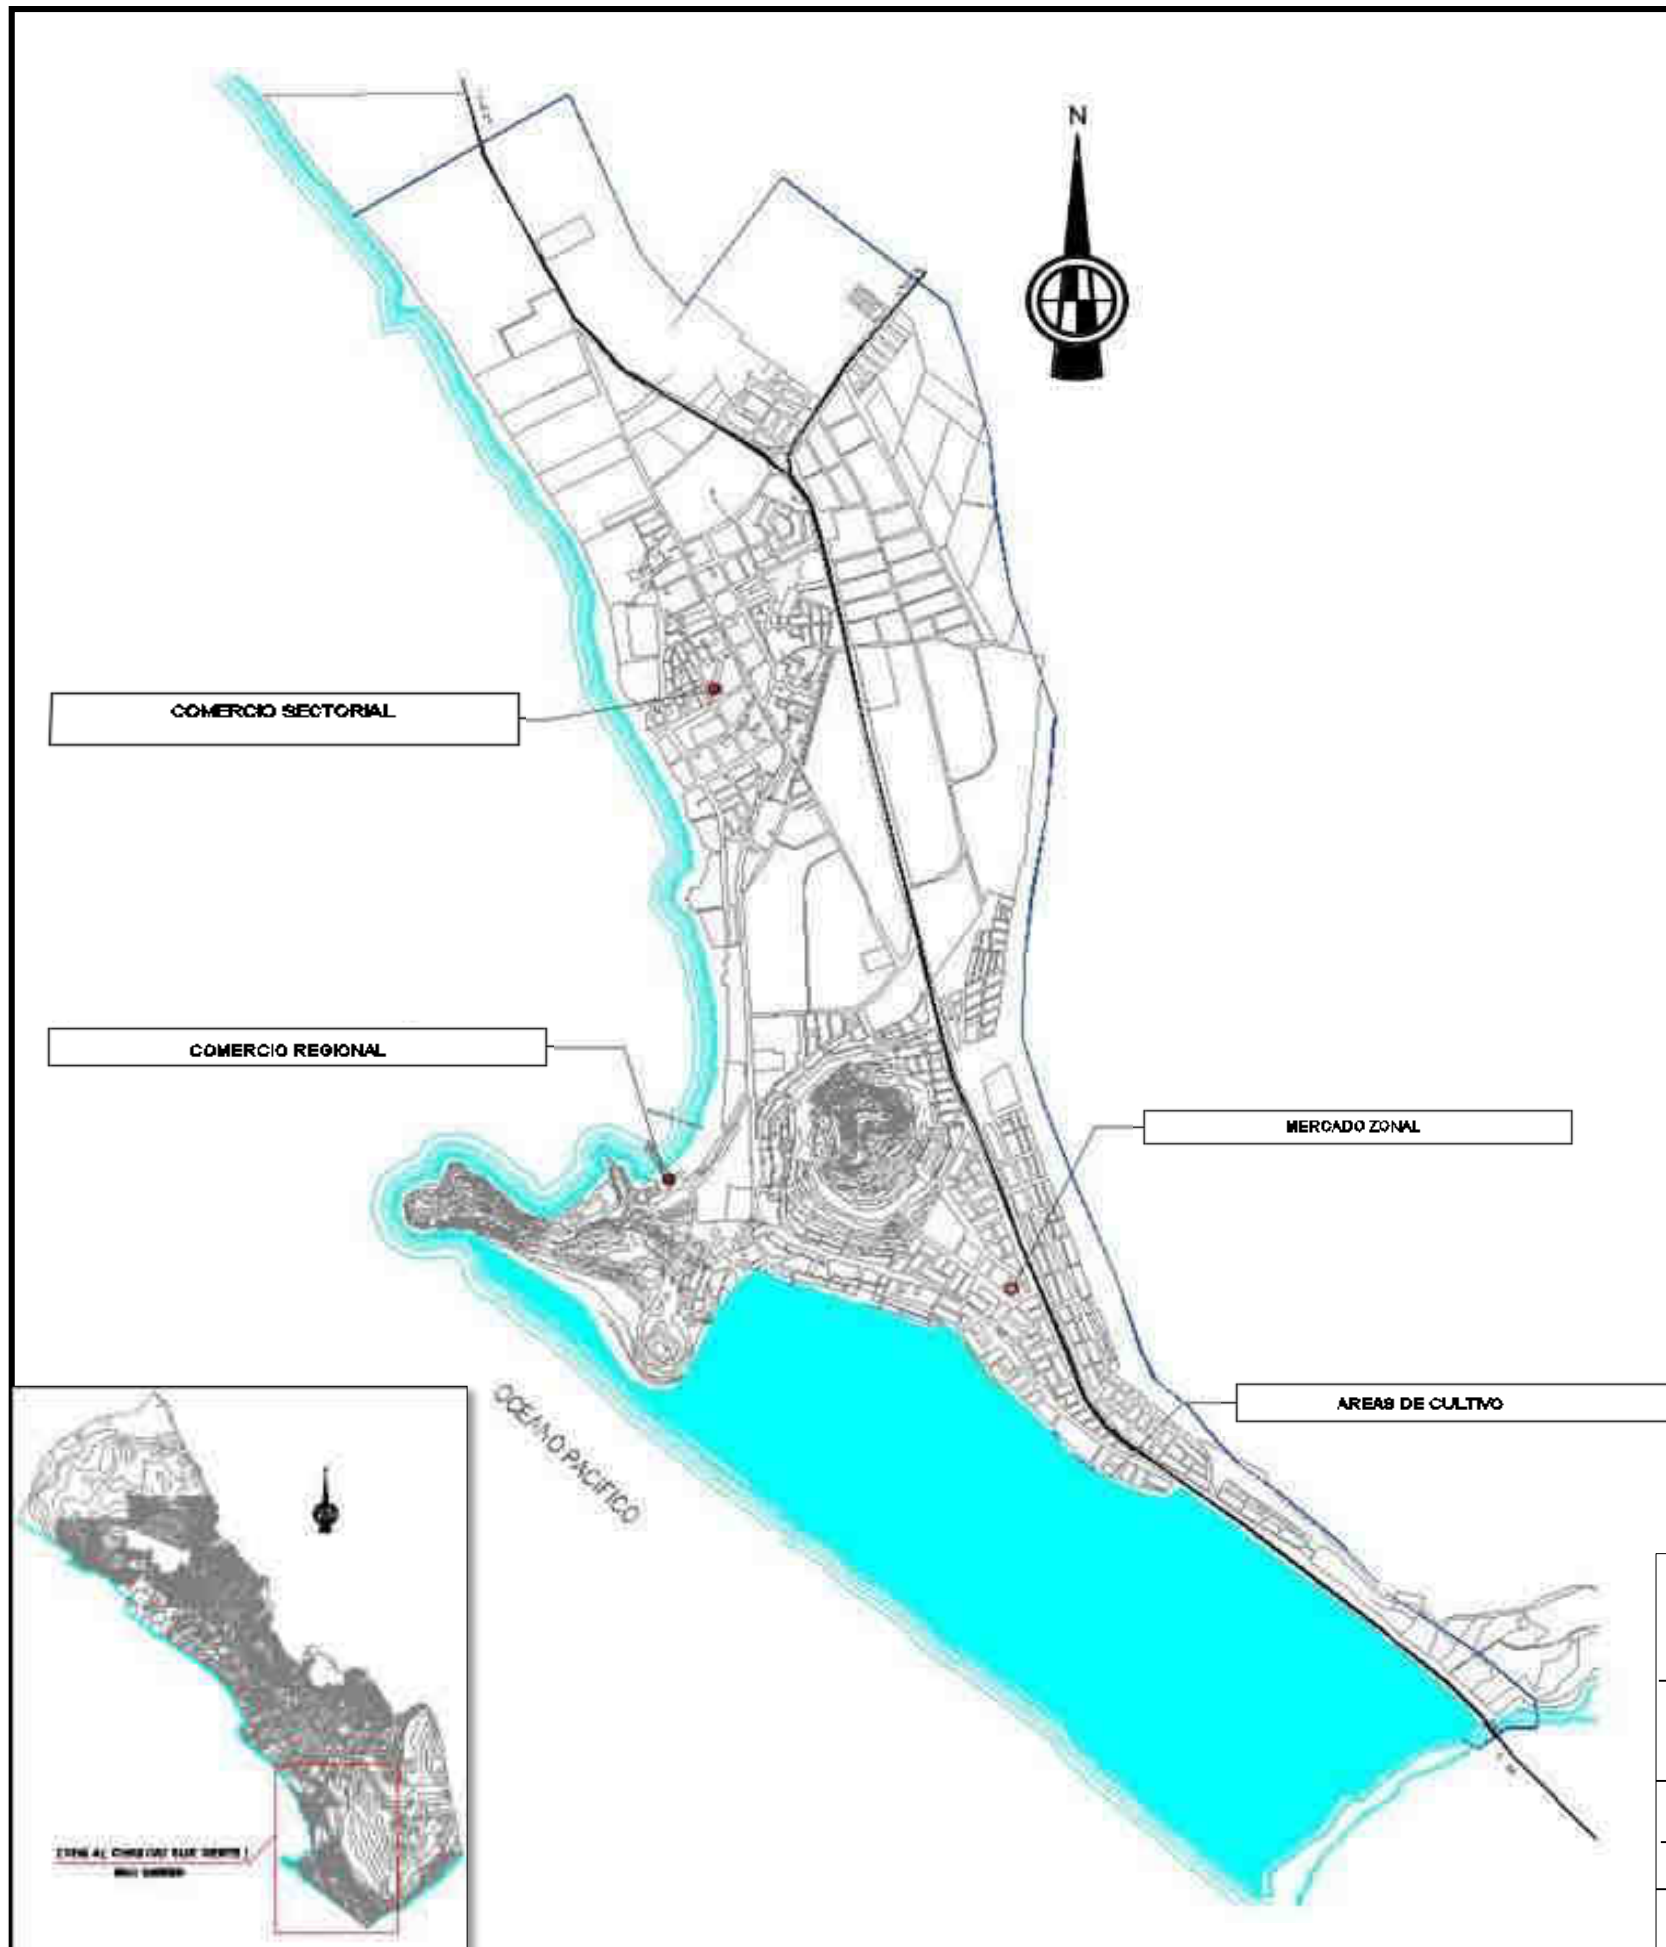 N
COMERCIO SECTORIAL
COMERCIO REGIONAL
MERCADO ZONAL
AREAS DE CULTIVO
OCEANO PACIFICO